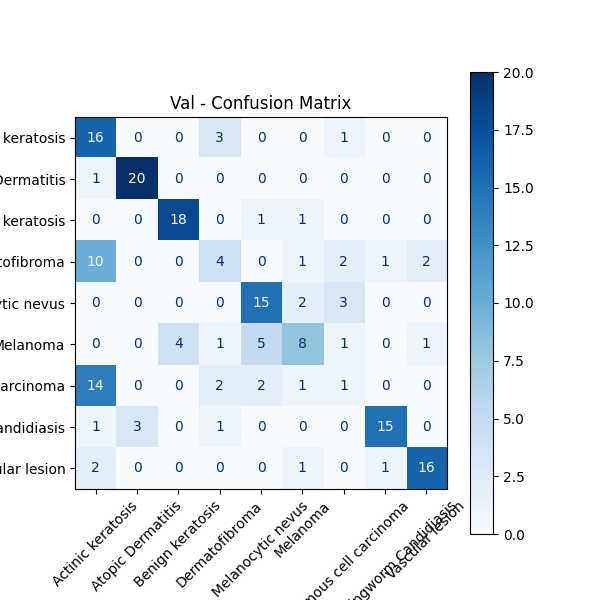 Val - Confusion Matrix
keratosis 16 0 0 3 0 0 1 0 0
Dermatitis 1 20 0 0 0 0 0 0 0
keratosis 0 0 18 0 1 1 0 0 0
tofibroma 10 0 0 4 0 1 2 1 2
ytic nevus 0 0 0 0 15 2 3 0 0
Melanoma 0 0 4 1 5 8 1 0 1
arcinoma 14 0 0 2 2 1 1 0 0
andidiasis 1 3 0 1 0 0 0 15 0
ular lesion 2 0 0 0 0 1 0 1 16
Actinic keratosis
Atopic Dermatitis
Benign keratosis
Dermatofibroma
Melanocytic nevus
Melanoma
mous cell carcinoma
ingworm Candidiasis
Vascular lesion
20.0
17.5
15.0
12.5
10.0
7.5
5.0
2.5
0.0